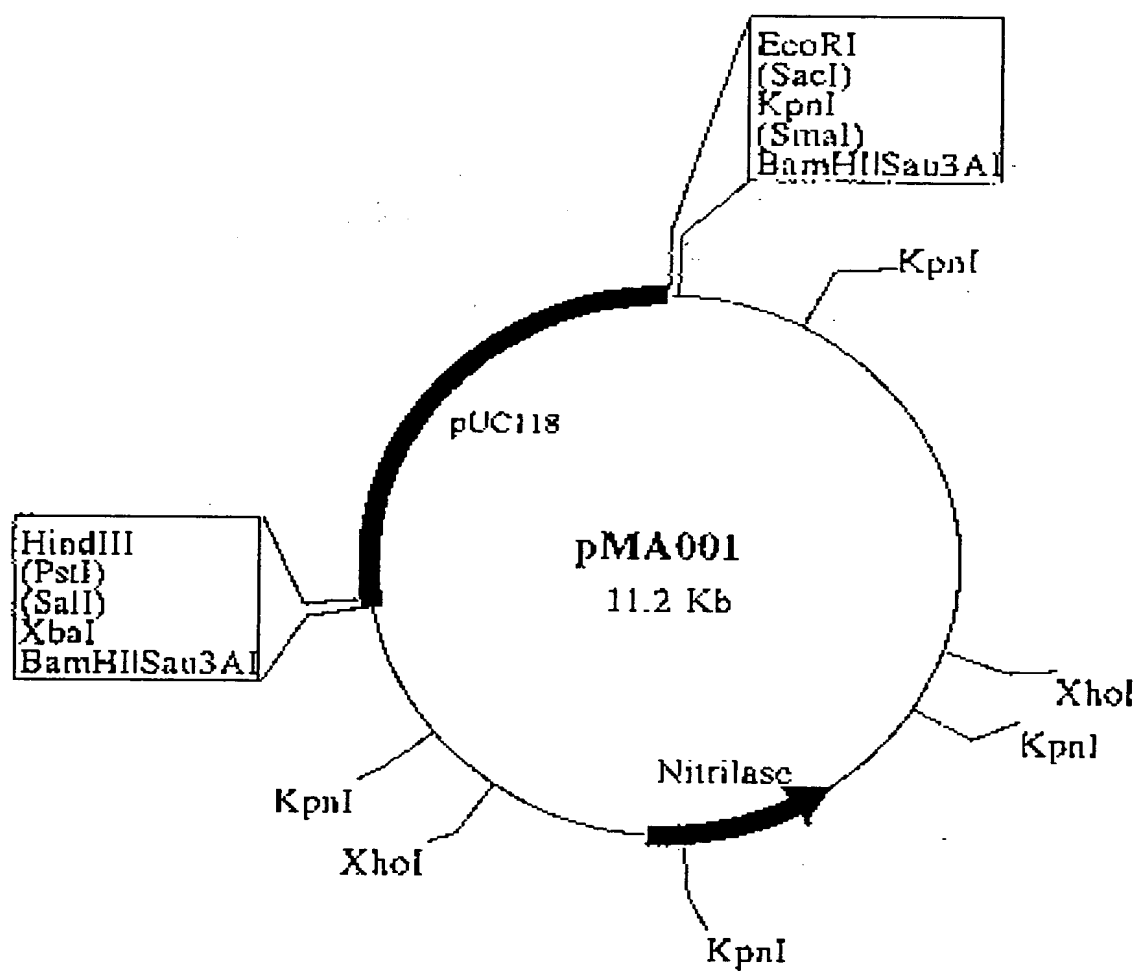 EcoRI
(SacI)
KpnI
(SmaI)
BamHI||Sau3AI
KpnI
pUC118
HindIII
(PstI)
(SalI)
XbaI
BamHI||Sau3AI
pMA001
11.2 Kb
XhoI
KpnI
Nitrilase
KpnI
XhoI
KpnI